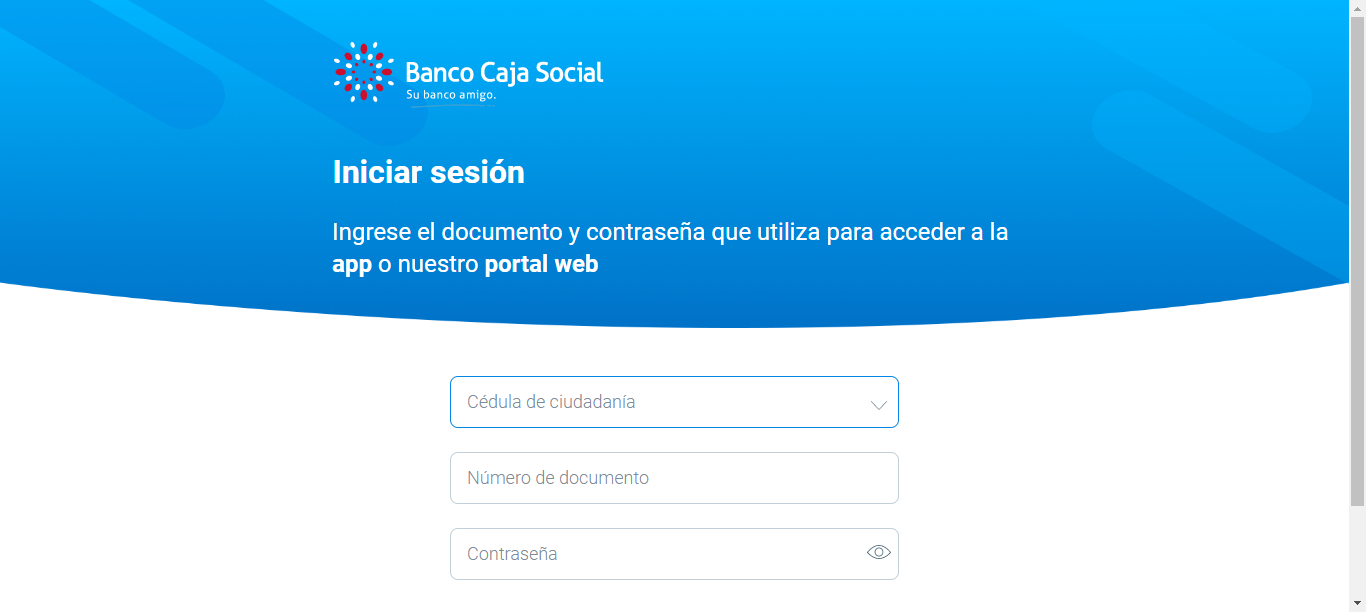 Banco Caja Social
Su banco amigo.
Iniciar sesión
Ingrese el documento y contraseña que utiliza para acceder a la
app o nuestro portal web
Cédula de ciudadanía
Número de documento
Contraseña